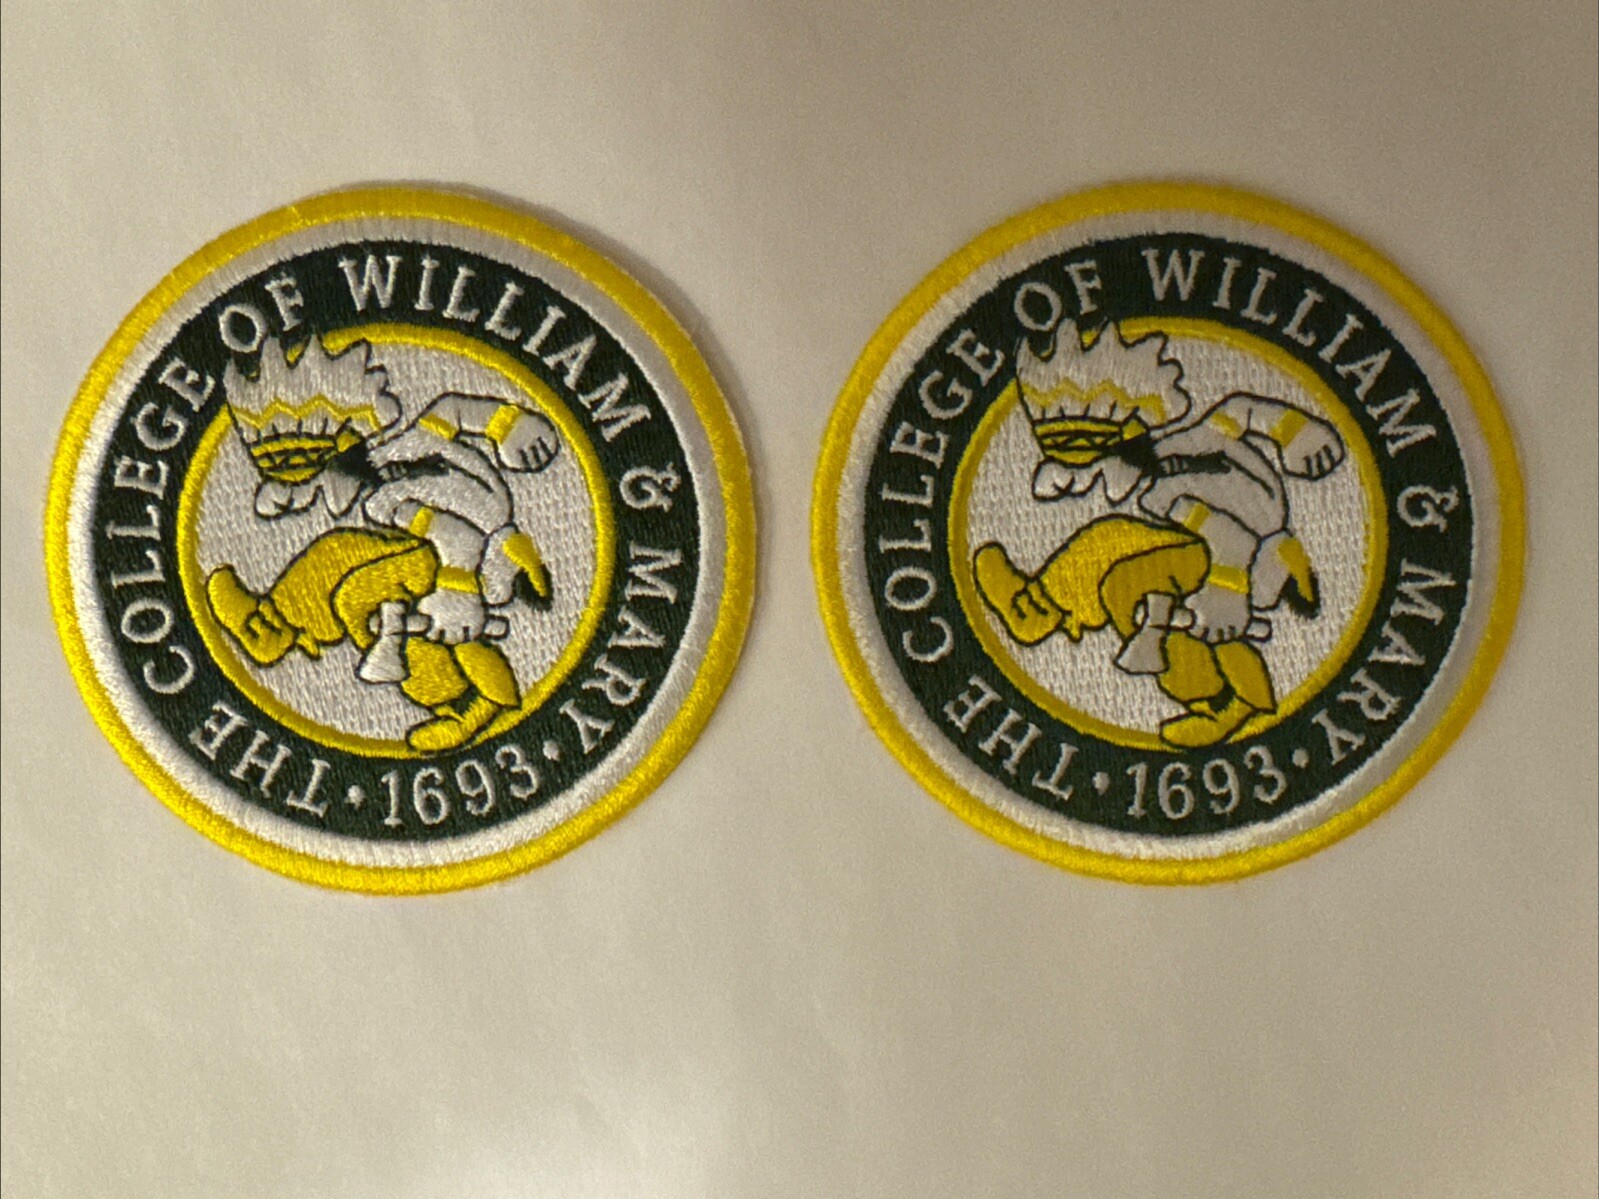 THE COLLEGE OF WILLIAM & MARY
• 1693 •
THE COLLEGE OF WILLIAM & MARY
• 1693 •